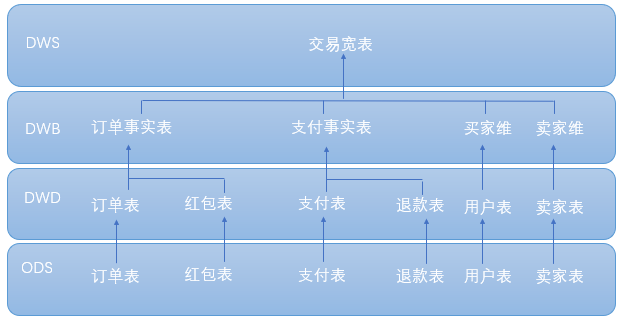 DWS
交易宽表
DWB
订单事实表
支付事实表
买家维
卖家维
DWD
订单表
红包表
支付表
退款表
用户表
卖家表
ODS
订单表
红包表
支付表
退款表
用户表
卖家表